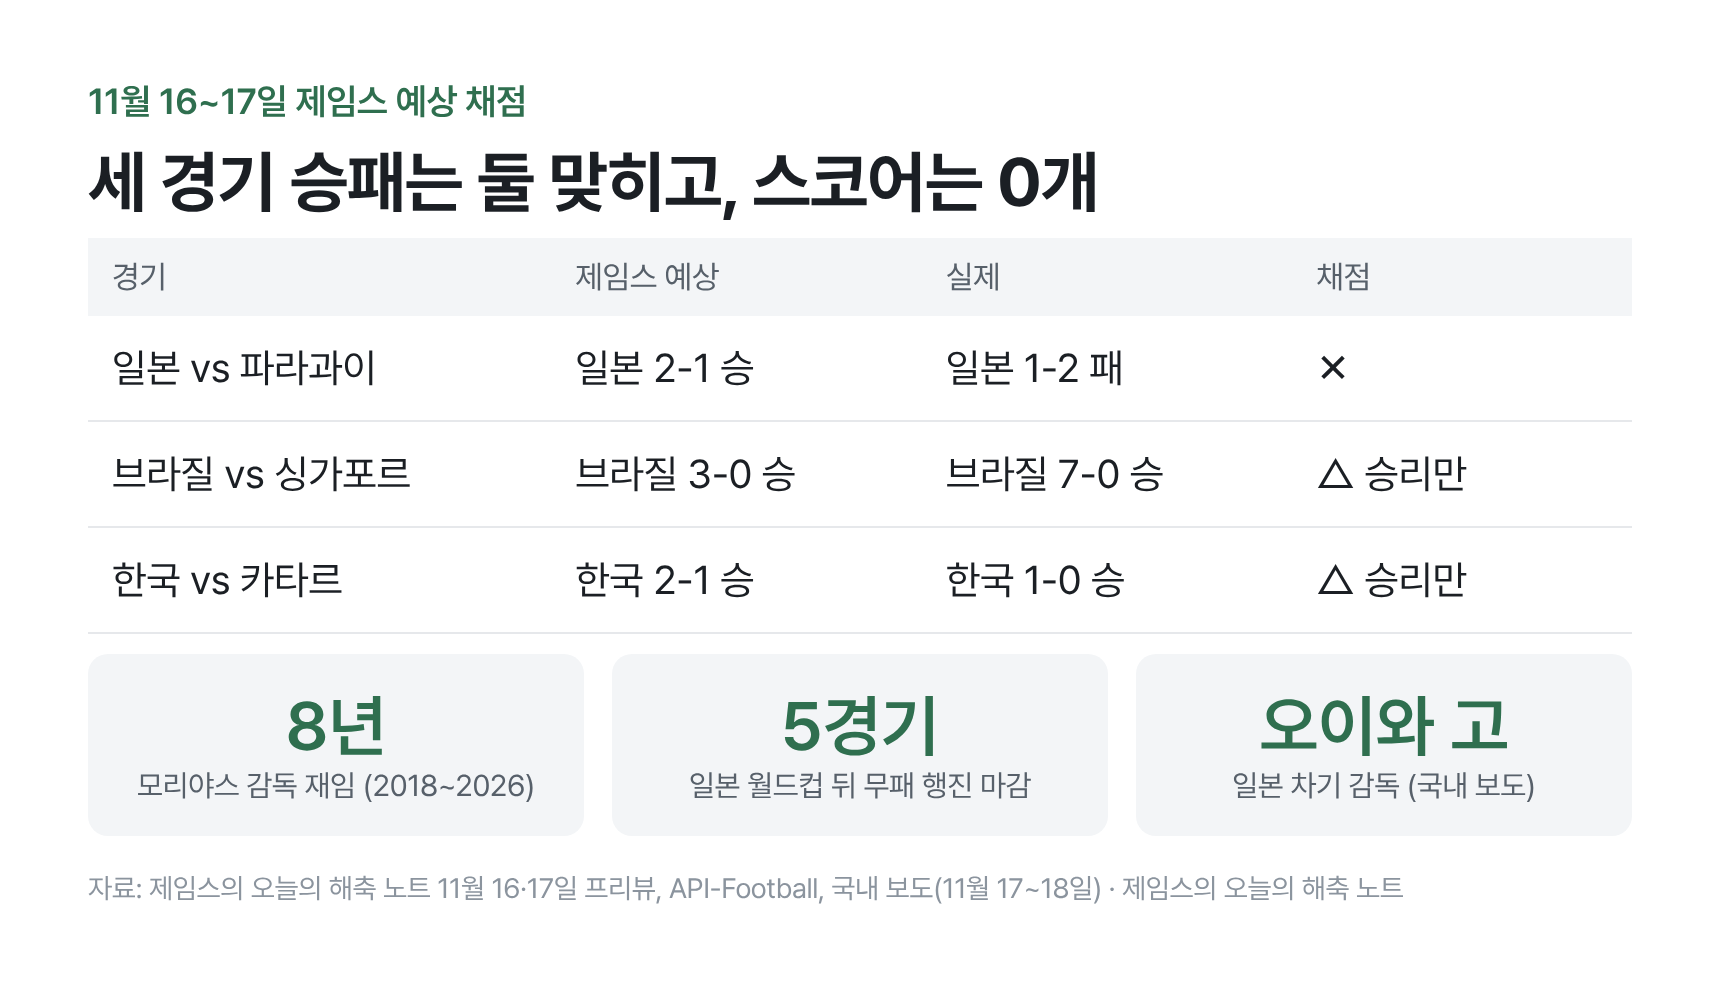 11월 16~17일 제임스 예상 채점
세 경기 승패는 둘 맞히고, 스코어는 0개
경기 제임스 예상 실제 채점
일본 vs 파라과이 일본 2-1 승 일본 1-2 패 ✕
브라질 vs 싱가포르 브라질 3-0 승 브라질 7-0 승 △ 승리만
한국 vs 카타르 한국 2-1 승 한국 1-0 승 △ 승리만
8년 5경기 오이와 고
모리야스 감독 재임 (2018~2026) 일본 월드컵 뒤 무패 행진 마감 일본 차기 감독 (국내 보도)
자료: 제임스의 오늘의 해축 노트 11월 16·17일 프리뷰, API-Football, 국내 보도(11월 17~18일) · 제임스의 오늘의 해축 노트